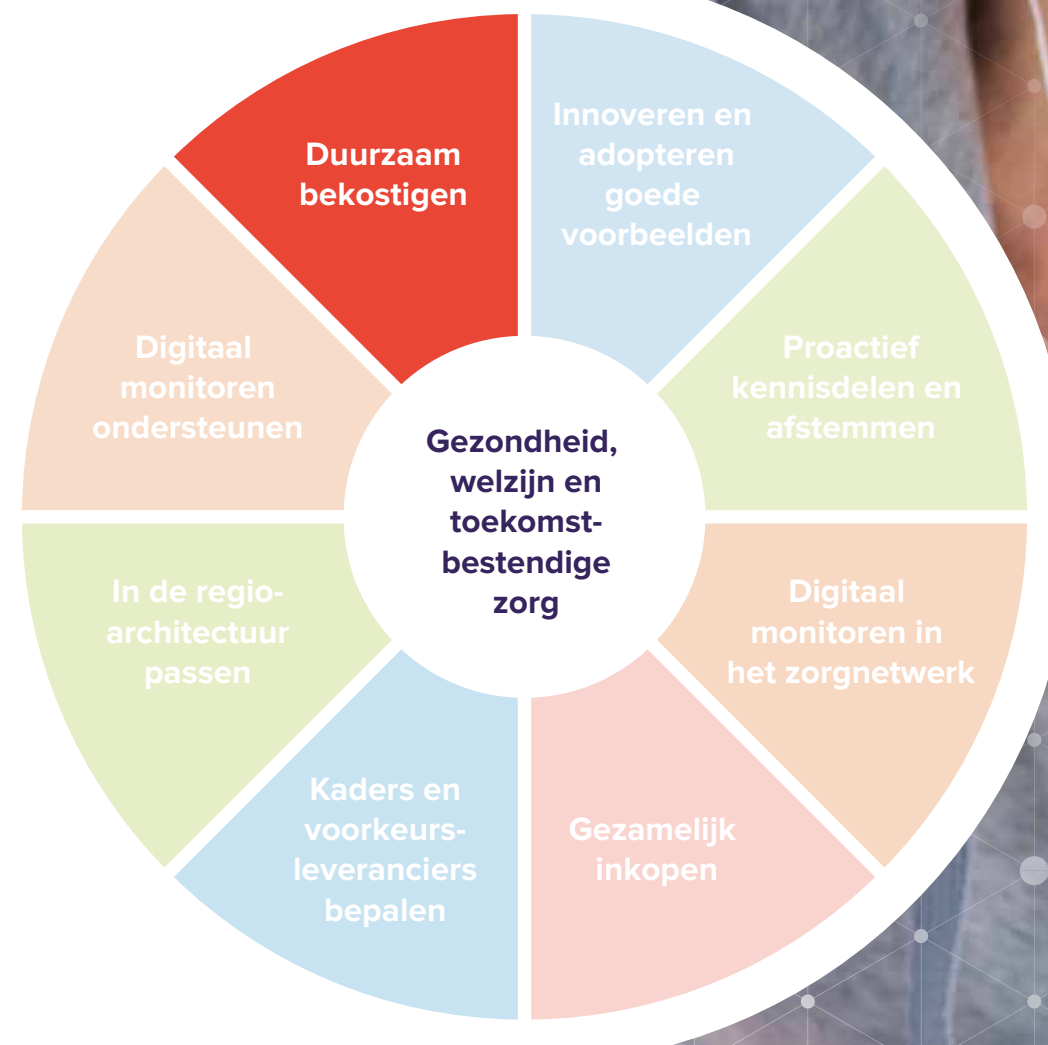 Duurzaam
bekostigen
Innoveren en
adopteren
goede
voorbeelden
Proactief
kennisdelen en
afstemmen
Digitaal
monitoren in
het zorgnetwerk
Gezamelijk
inkopen
Kaders en
voorkeurs-
leveranciers
bepalen
In de regio-
architectuur
passen
Digitaal
monitoren
ondersteunen
Gezondheid,
welzijn en
toekomst-
bestendige
zorg